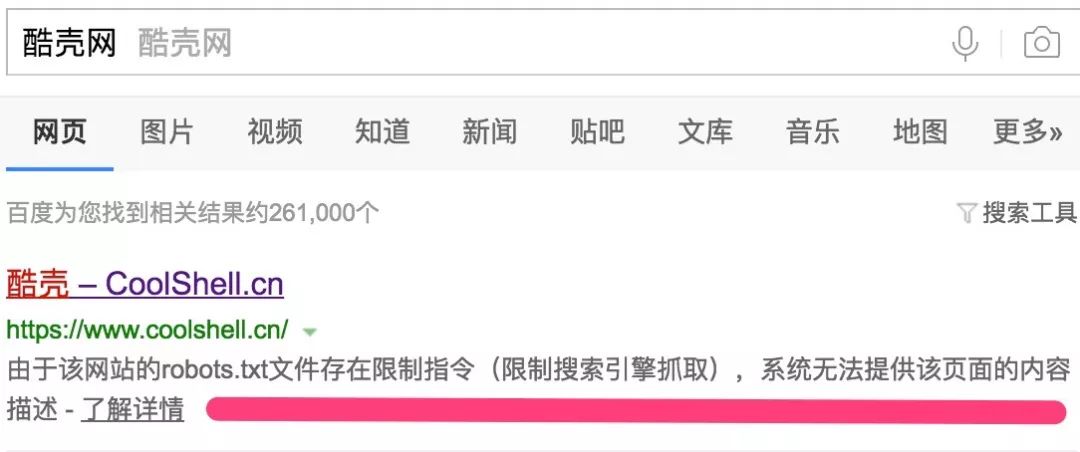 酷壳网 酷壳网
网页 图片 视频 知道 新闻 贴吧 文库 音乐 地图 更多»
百度为您找到相关结果约261,000个 搜索工具
酷壳 – CoolShell.cn
https://www.coolshell.cn/
由于该网站的robots.txt文件存在限制指令（限制搜索引擎抓取），系统无法提供该页面的内容
描述 - 了解详情